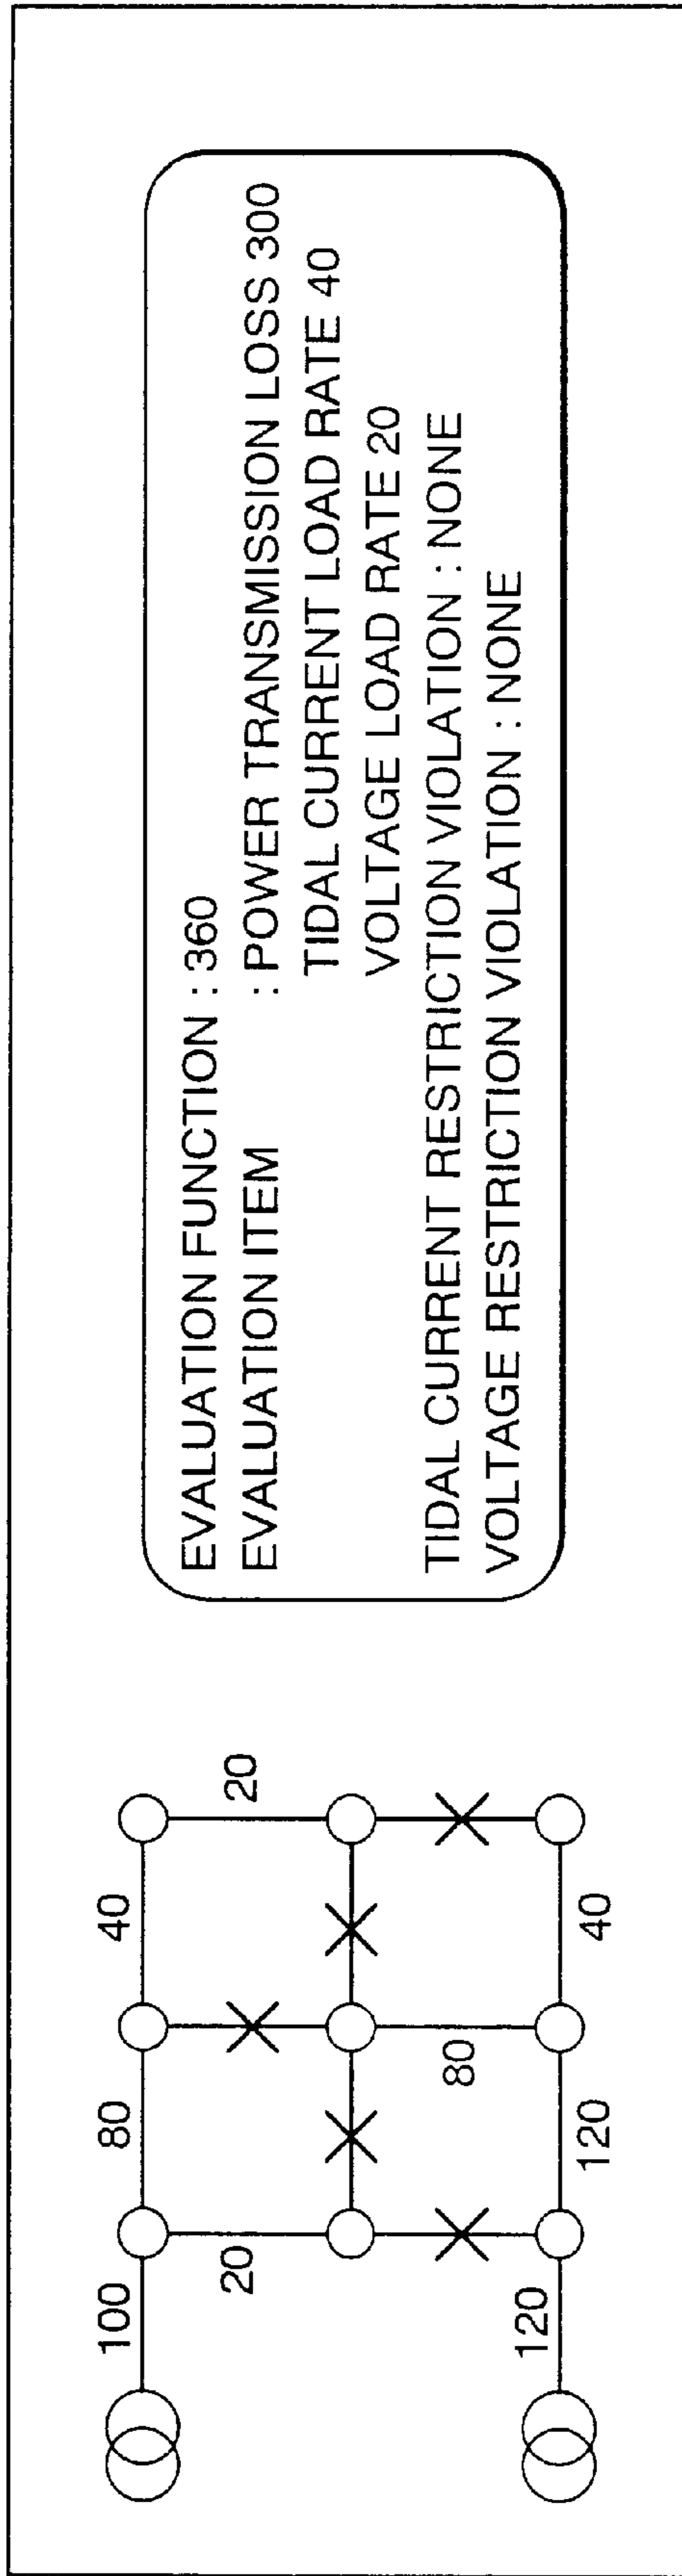 100
80
40
20
20
80
120
120
40
EVALUATION FUNCTION : 360
EVALUATION ITEM : POWER TRANSMISSION LOSS 300
TIDAL CURRENT LOAD RATE 40
VOLTAGE LOAD RATE 20
TIDAL CURRENT RESTRICTION VIOLATION : NONE
VOLTAGE RESTRICTION VIOLATION : NONE